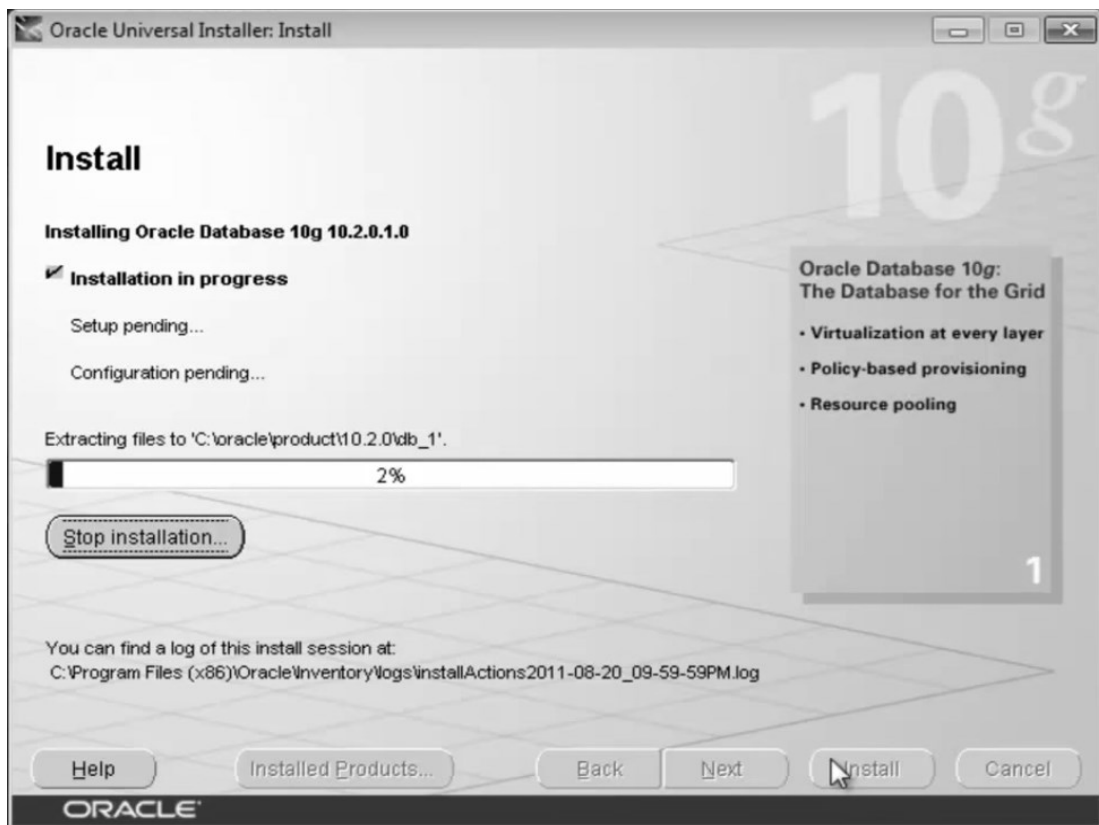 Oracle Universal Installer: Install
10g
Install
Installing Oracle Database 10g 10.2.0.1.0
Installation in progress
Setup pending...
Configuration pending...
Extracting files to 'C:\oracle\product\10.2.0\db_1'.
2%
Stop installation...
Oracle Database 10g:
The Database for the Grid
• Virtualization at every layer
• Policy-based provisioning
• Resource pooling
1
You can find a log of this install session at:
C:\Program Files (x86)\Oracle\Inventory\logs\installActions2011-08-20_09-59-59PM.log
Help Installed Products... Back Next Install Cancel
ORACLE